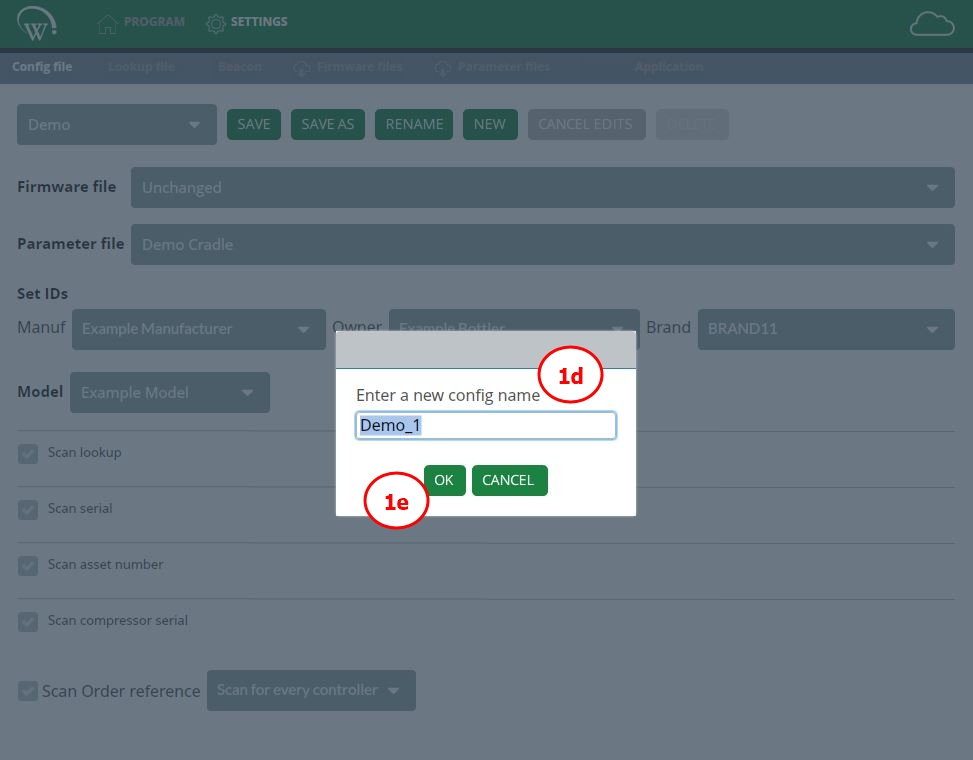 W
PROGRAM SETTINGS
Config file Lookup file Beacon Firmware files Parameter files Application
Demo SAVE SAVE AS RENAME NEW CANCEL EDITS DELETE
Firmware file Unchanged
Parameter file Demo Cradle
Set IDs
Manuf Example Manufacturer Owner Example Bottler Brand BRAND11
1d
Model Example Model
Enter a new config name
Demo_1
Scan lookup
OK CANCEL
1e
Scan serial
Scan asset number
Scan compressor serial
Scan Order reference Scan for every controller